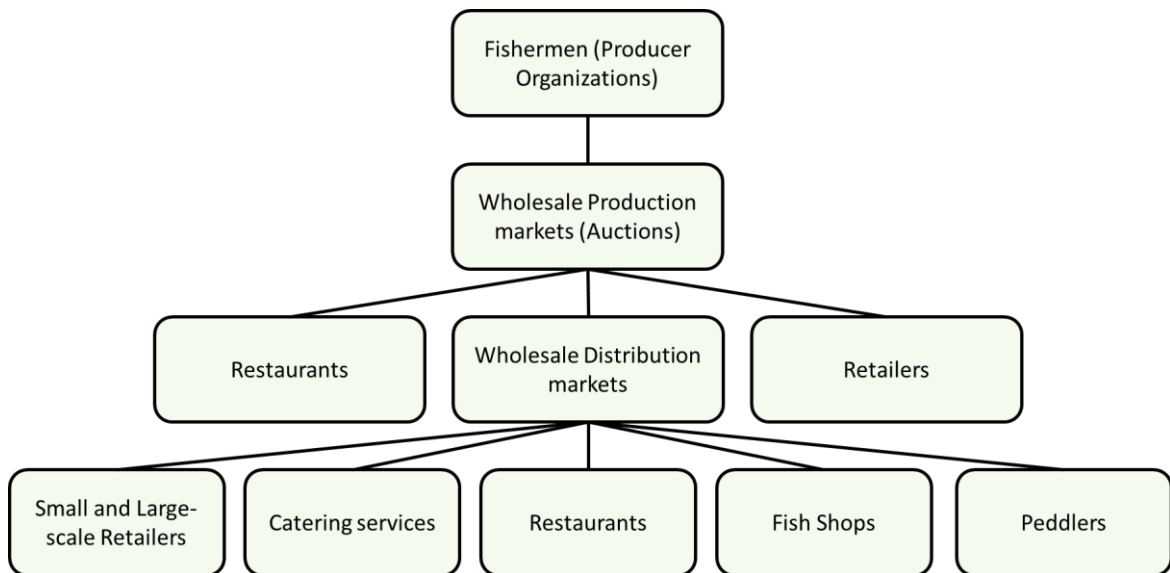 Fishermen (Producer
Organizations)
Wholesale Production
markets (Auctions)
Restaurants
Wholesale Distribution
markets
Retailers
Small and Large-
scale Retailers
Catering services
Restaurants
Fish Shops
Peddlers